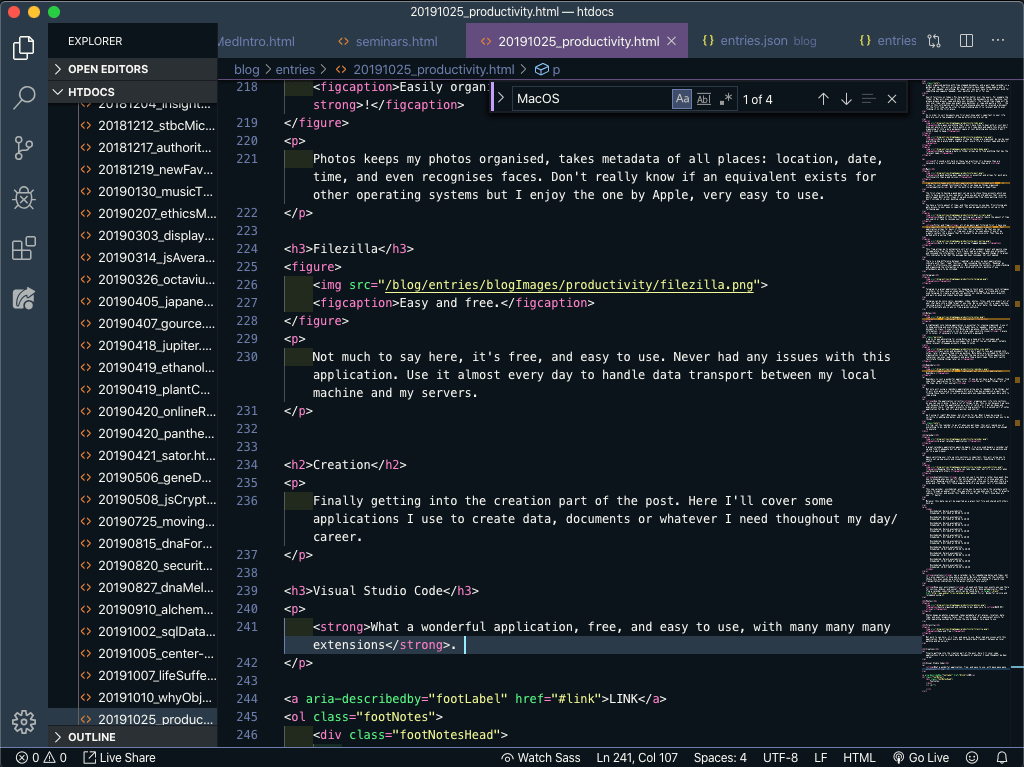 20191025_productivity.html — htdocs
EXPLORER
MedIntro.html
<> seminars.html
<> 20191025_productivity.html ×
{} entries.json blog
{} entries
OPEN EDITORS
HTDOCS
blog > entries > <> 20191025_productivity.html > p
MacOS
Aa Abl .* 1 of 4
<> 20181204_insight...
<> 20181212_stbcMic...
<> 20181217_authorit...
<> 20181219_newFav...
<> 20190130_musicT...
<> 20190207_ethicsM...
<> 20190303_display...
<> 20190314_jsAvera...
<> 20190326_octaviu...
<> 20190405_japane...
<> 20190407_gource....
<> 20190418_jupiter....
<> 20190419_ethanol...
<> 20190419_plantC...
<> 20190420_onlineR...
<> 20190420_panthe...
<> 20190421_sator.ht...
<> 20190506_geneD...
<> 20190508_jsCrypt...
<> 20190725_moving...
<> 20190815_dnaFor...
<> 20190820_securit...
<> 20190827_dnaMel...
<> 20190910_alchem...
<> 20191002_sqlData...
<> 20191005_center-...
<> 20191007_lifeSuffe...
<> 20191010_whyObj...
<> 20191025_produc...
OUTLINE
218 <figcaption>Easily organi
strong>!</figcaption>
219 </figure>
220 <p>
221 Photos keeps my photos organised, takes metadata of all places: location, date,
time, and even recognises faces. Don't really know if an equivalent exists for
other operating systems but I enjoy the one by Apple, very easy to use.
222 </p>
223
224 <h3>Filezilla</h3>
225 <figure>
226 <img src="/blog/entries/blogImages/productivity/filezilla.png">
227 <figcaption>Easy and free.</figcaption>
228 </figure>
229 <p>
230 Not much to say here, it's free, and easy to use. Never had any issues with this
application. Use it almost every day to handle data transport between my local
machine and my servers.
231 </p>
232
233
234 <h2>Creation</h2>
235 <p>
236 Finally getting into the creation part of the post. Here I'll cover some
applications I use to create data, documents or whatever I need thoughout my day/
career.
237 </p>
238
239 <h3>Visual Studio Code</h3>
240 <p>
241 <strong>What a wonderful application, free, and easy to use, with many many many
extensions</strong>.
242 </p>
243
244 <a aria-describedby="footLabel" href="#link">LINK</a>
245 <ol class="footNotes">
246 <div class="footNotesHead">
0 0 Live Share
Watch Sass Ln 241, Col 107 Spaces: 4 UTF-8 LF HTML Go Live